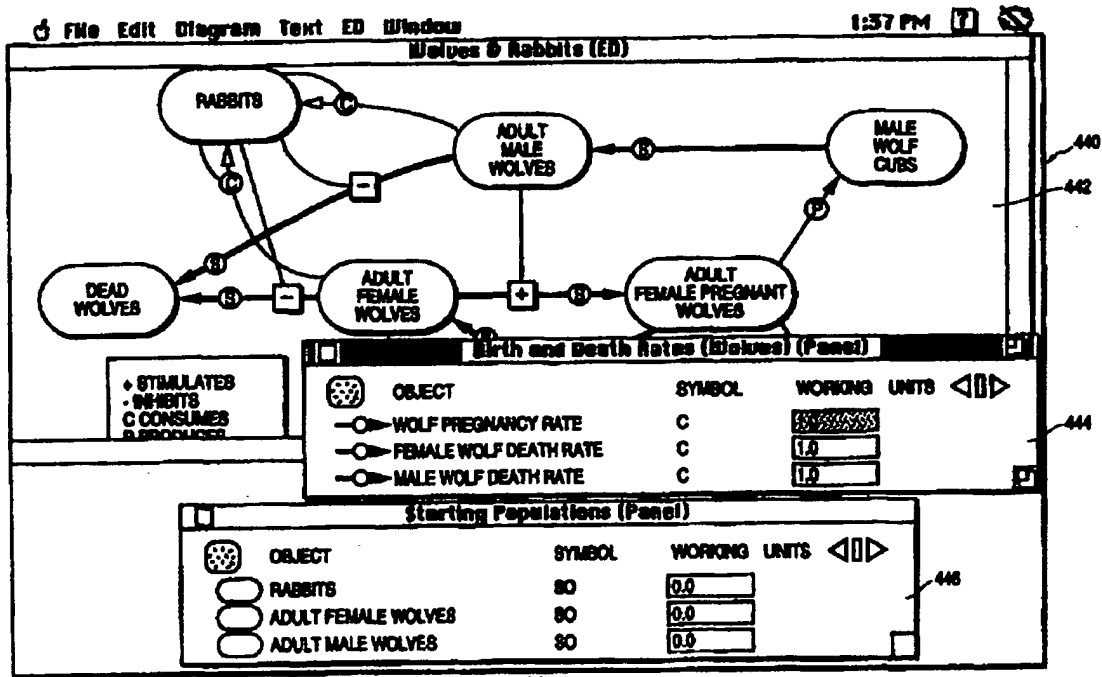 File Edit Diagram Text ED Window 1:37 PM ?
Wolves & Rabbits (ED)
RABBITS
C
ADULT
MALE
WOLVES
S
MALE
WOLF
CUBS
440
442
C
-
P
S
DEAD
WOLVES
S
-
ADULT
FEMALE
WOLVES
+
S
ADULT
FEMALE PREGNANT
WOLVES
+ STIMULATES
- INHIBITS
C CONSUMES
P PRODUCES
Birth and Death Rates (Wolves) (Panel)
OBJECT SYMBOL WORKING UNITS
WOLF PREGNANCY RATE C
FEMALE WOLF DEATH RATE C 1.0
MALE WOLF DEATH RATE C 1.0
444
Starting Populations (Panel)
OBJECT SYMBOL WORKING UNITS
RABBITS SO 0.0
ADULT FEMALE WOLVES SO 0.0
ADULT MALE WOLVES SO 0.0
446